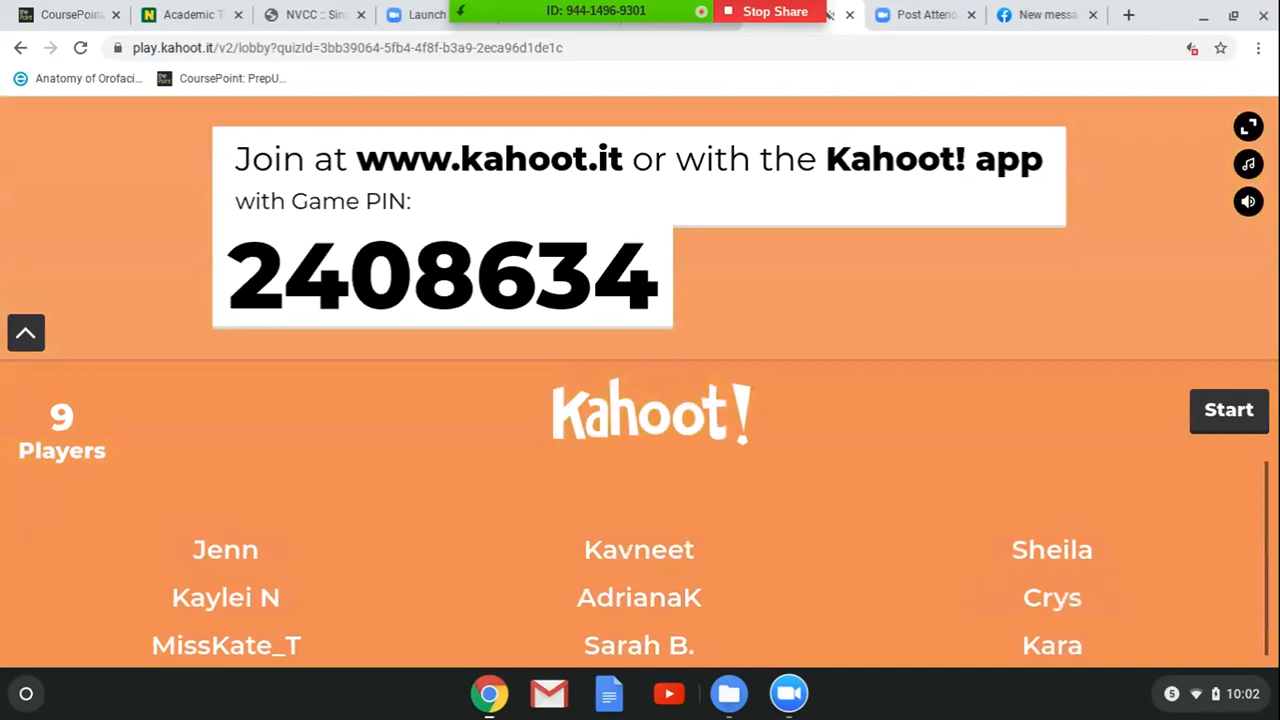 CoursePoin
Academic T
NVCC :: Sin
Launch
ID: 944-1496-9301
Stop Share
Post Attend
New messa
play.kahoot.it/v2/lobby?quizId=3bb39064-5fb4-4f8f-b3a9-2eca96d1de1c
Anatomy of Orofaci...
CoursePoint: PrepU...
Join at www.kahoot.it or with the Kahoot! app
with Game PIN:
2408634
9
Players
Kahoot!
Start
Jenn
Kavneet
Sheila
Kaylei N
AdrianaK
Crys
MissKate_T
Sarah B.
Kara
5
10:02